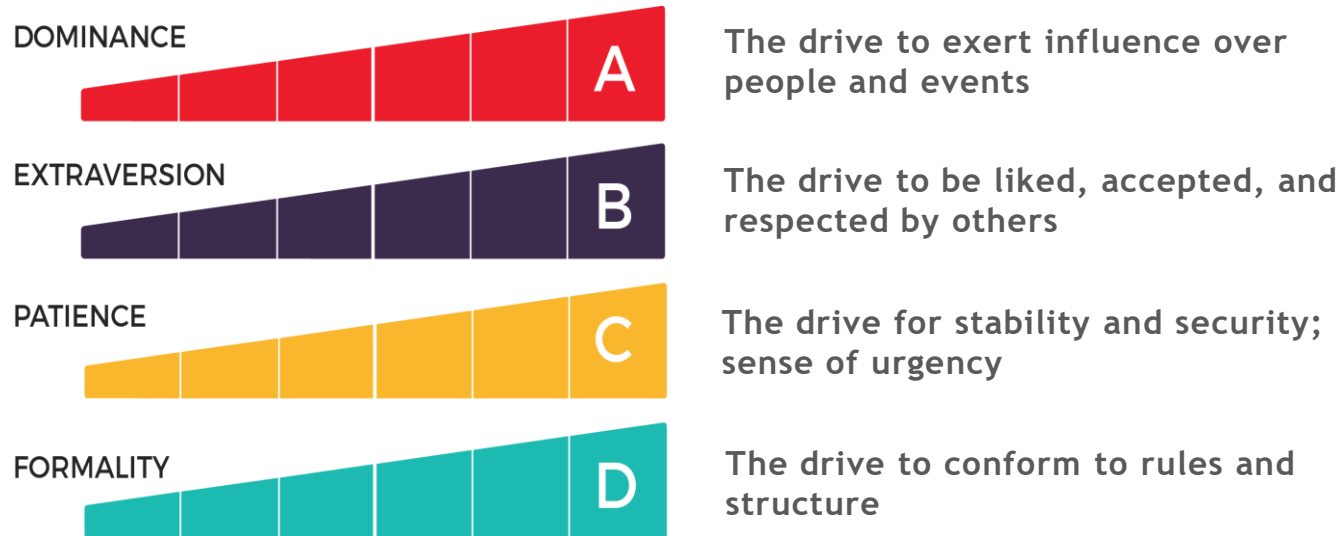 DOMINANCE
A
The drive to exert influence over
people and events
EXTRAVERSION
B
The drive to be liked, accepted, and
respected by others
PATIENCE
C
The drive for stability and security;
sense of urgency
FORMALITY
D
The drive to conform to rules and
structure